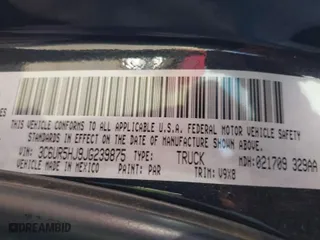 THIS VEHICLE CONFORMS TO ALL APPLICABLE U.S.A. FEDERAL MOTOR VEHICLE SAFETY
STANDARDS IN EFFECT ON THE DATE OF MANUFACTURE SHOWN ABOVE.
VIN: 3C6UR5HJ9JG239875 TYPE: TRUCK
VEHICLE MADE IN MEXICO PAINT: PAR TRIM: V9X8 MDH: 021709 329AA
DREAMBID